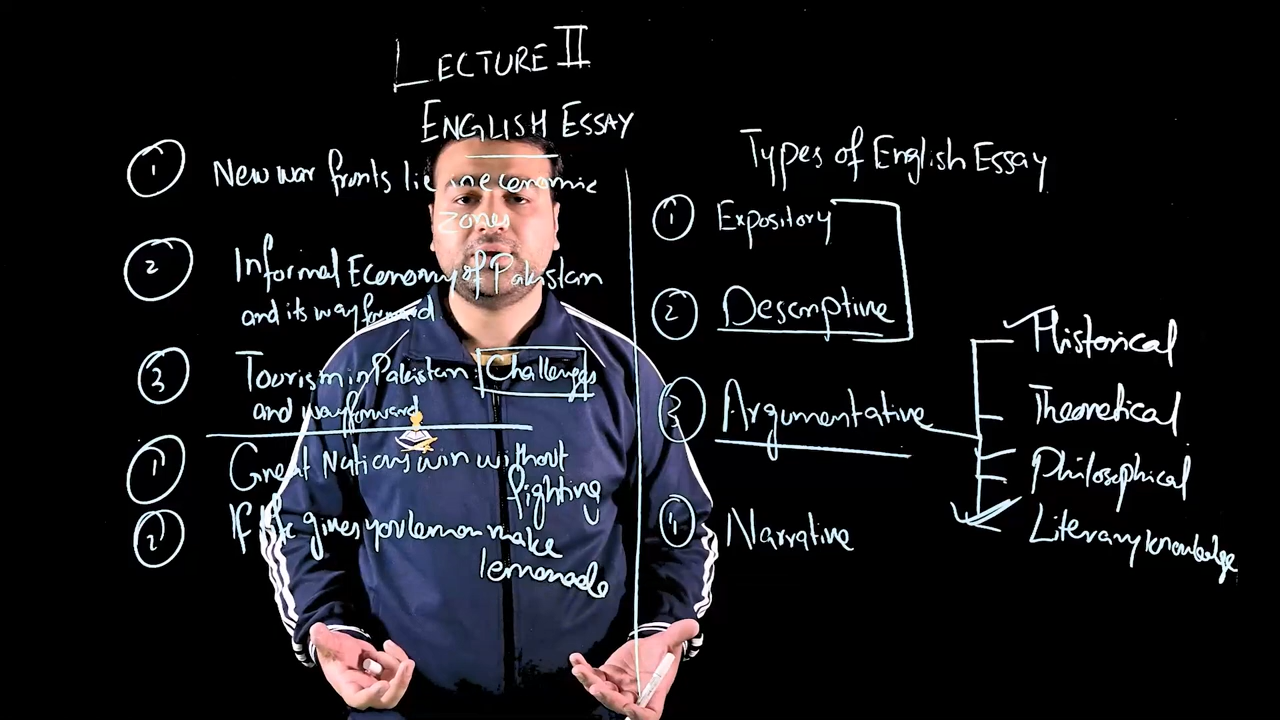 LECTURE II
ENGLISH ESSAY
1 New war fronts lie in economic
zones
2 Informal Economy of Pakistan
and its way forward.
3 Tourism in Pakistan: Challenges
and way forward
1 Great Nations win without
fighting
2 If life gives you lemon make
lemonade
Types of English Essay
1 Expository
2 Descriptive
3 Argumentative
4 Narrative
Historical
Theoretical
Philosophical
Literary knowledge